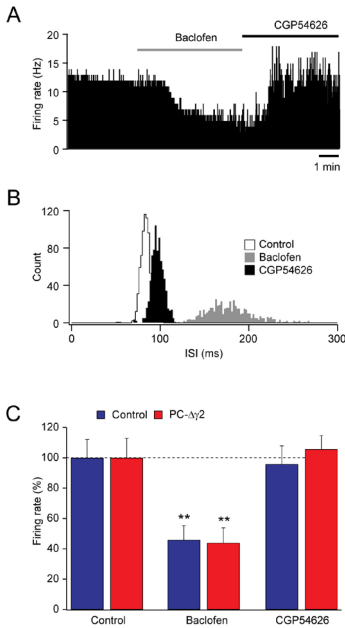 A
CGP54626
Baclofen
20
15
10
5
0
Firing rate (Hz)
1 min
B
120
80
40
0
Count
Control
Baclofen
CGP54626
0 100 200 300
ISI (ms)
C
Control PC-Δγ2
120
100
80
60
40
20
0
Firing rate (%)
** **
Control Baclofen CGP54626